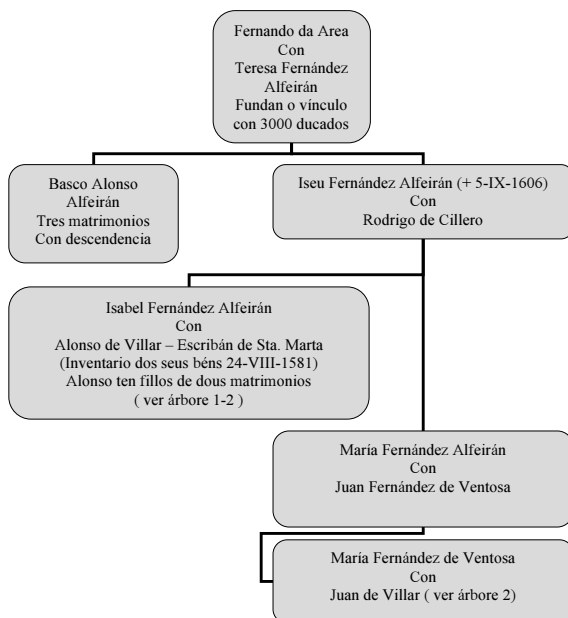 Fernando da Area
Con
Teresa Fernández
Alfeirán
Fundan o vínculo
con 3000 ducados
Basco Alonso
Alfeirán
Tres matrimonios
Con descendencia
Iseu Fernández Alfeirán (+ 5-IX-1606)
Con
Rodrigo de Cillero
Isabel Fernández Alfeirán
Con
Alonso de Villar – Escribán de Sta. Marta
(Inventario dos seus béns 24-VIII-1581)
Alonso ten fillos de dous matrimonios
( ver árbore 1-2 )
María Fernández Alfeirán
Con
Juan Fernández de Ventosa
María Fernández de Ventosa
Con
Juan de Villar ( ver árbore 2)